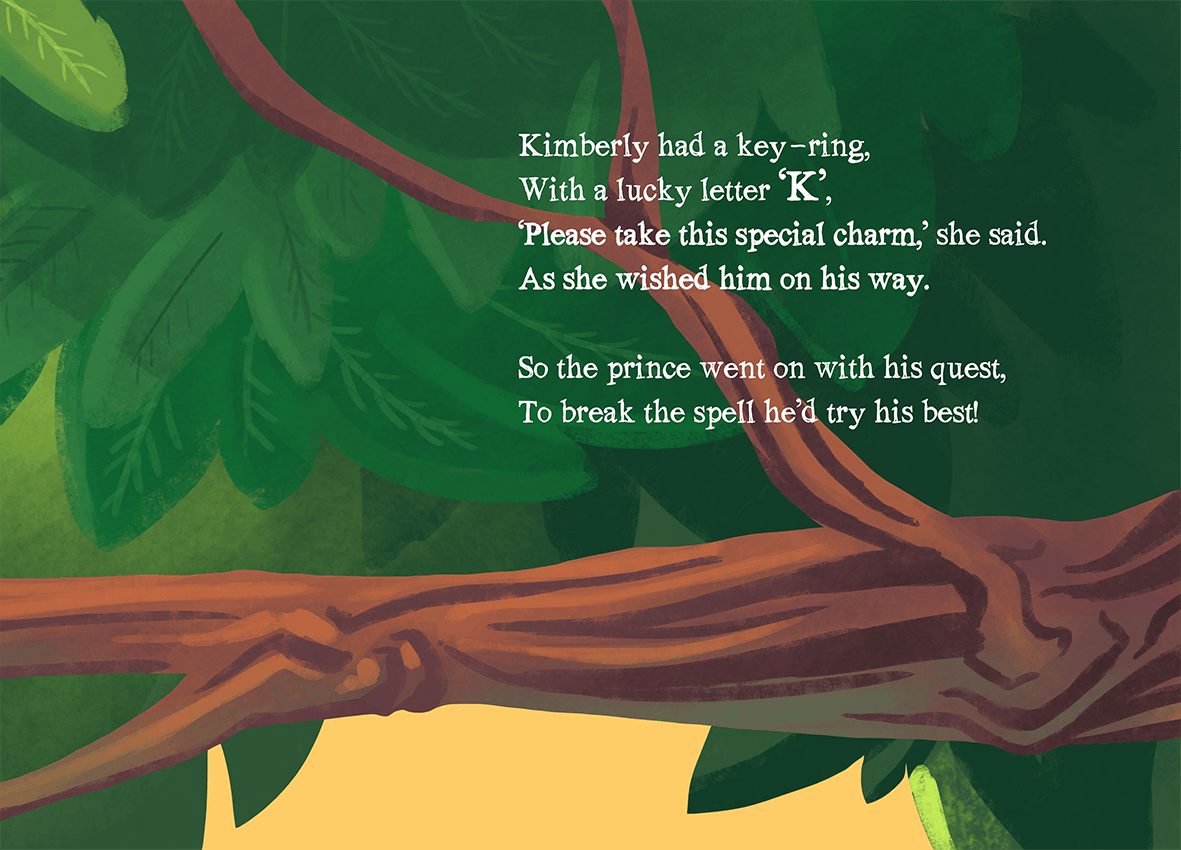 Kimberly had a key-ring,
With a lucky letter ‘K’,
‘Please take this special charm,’ she said.
As she wished him on his way.
So the prince went on with his quest,
To break the spell he’d try his best!